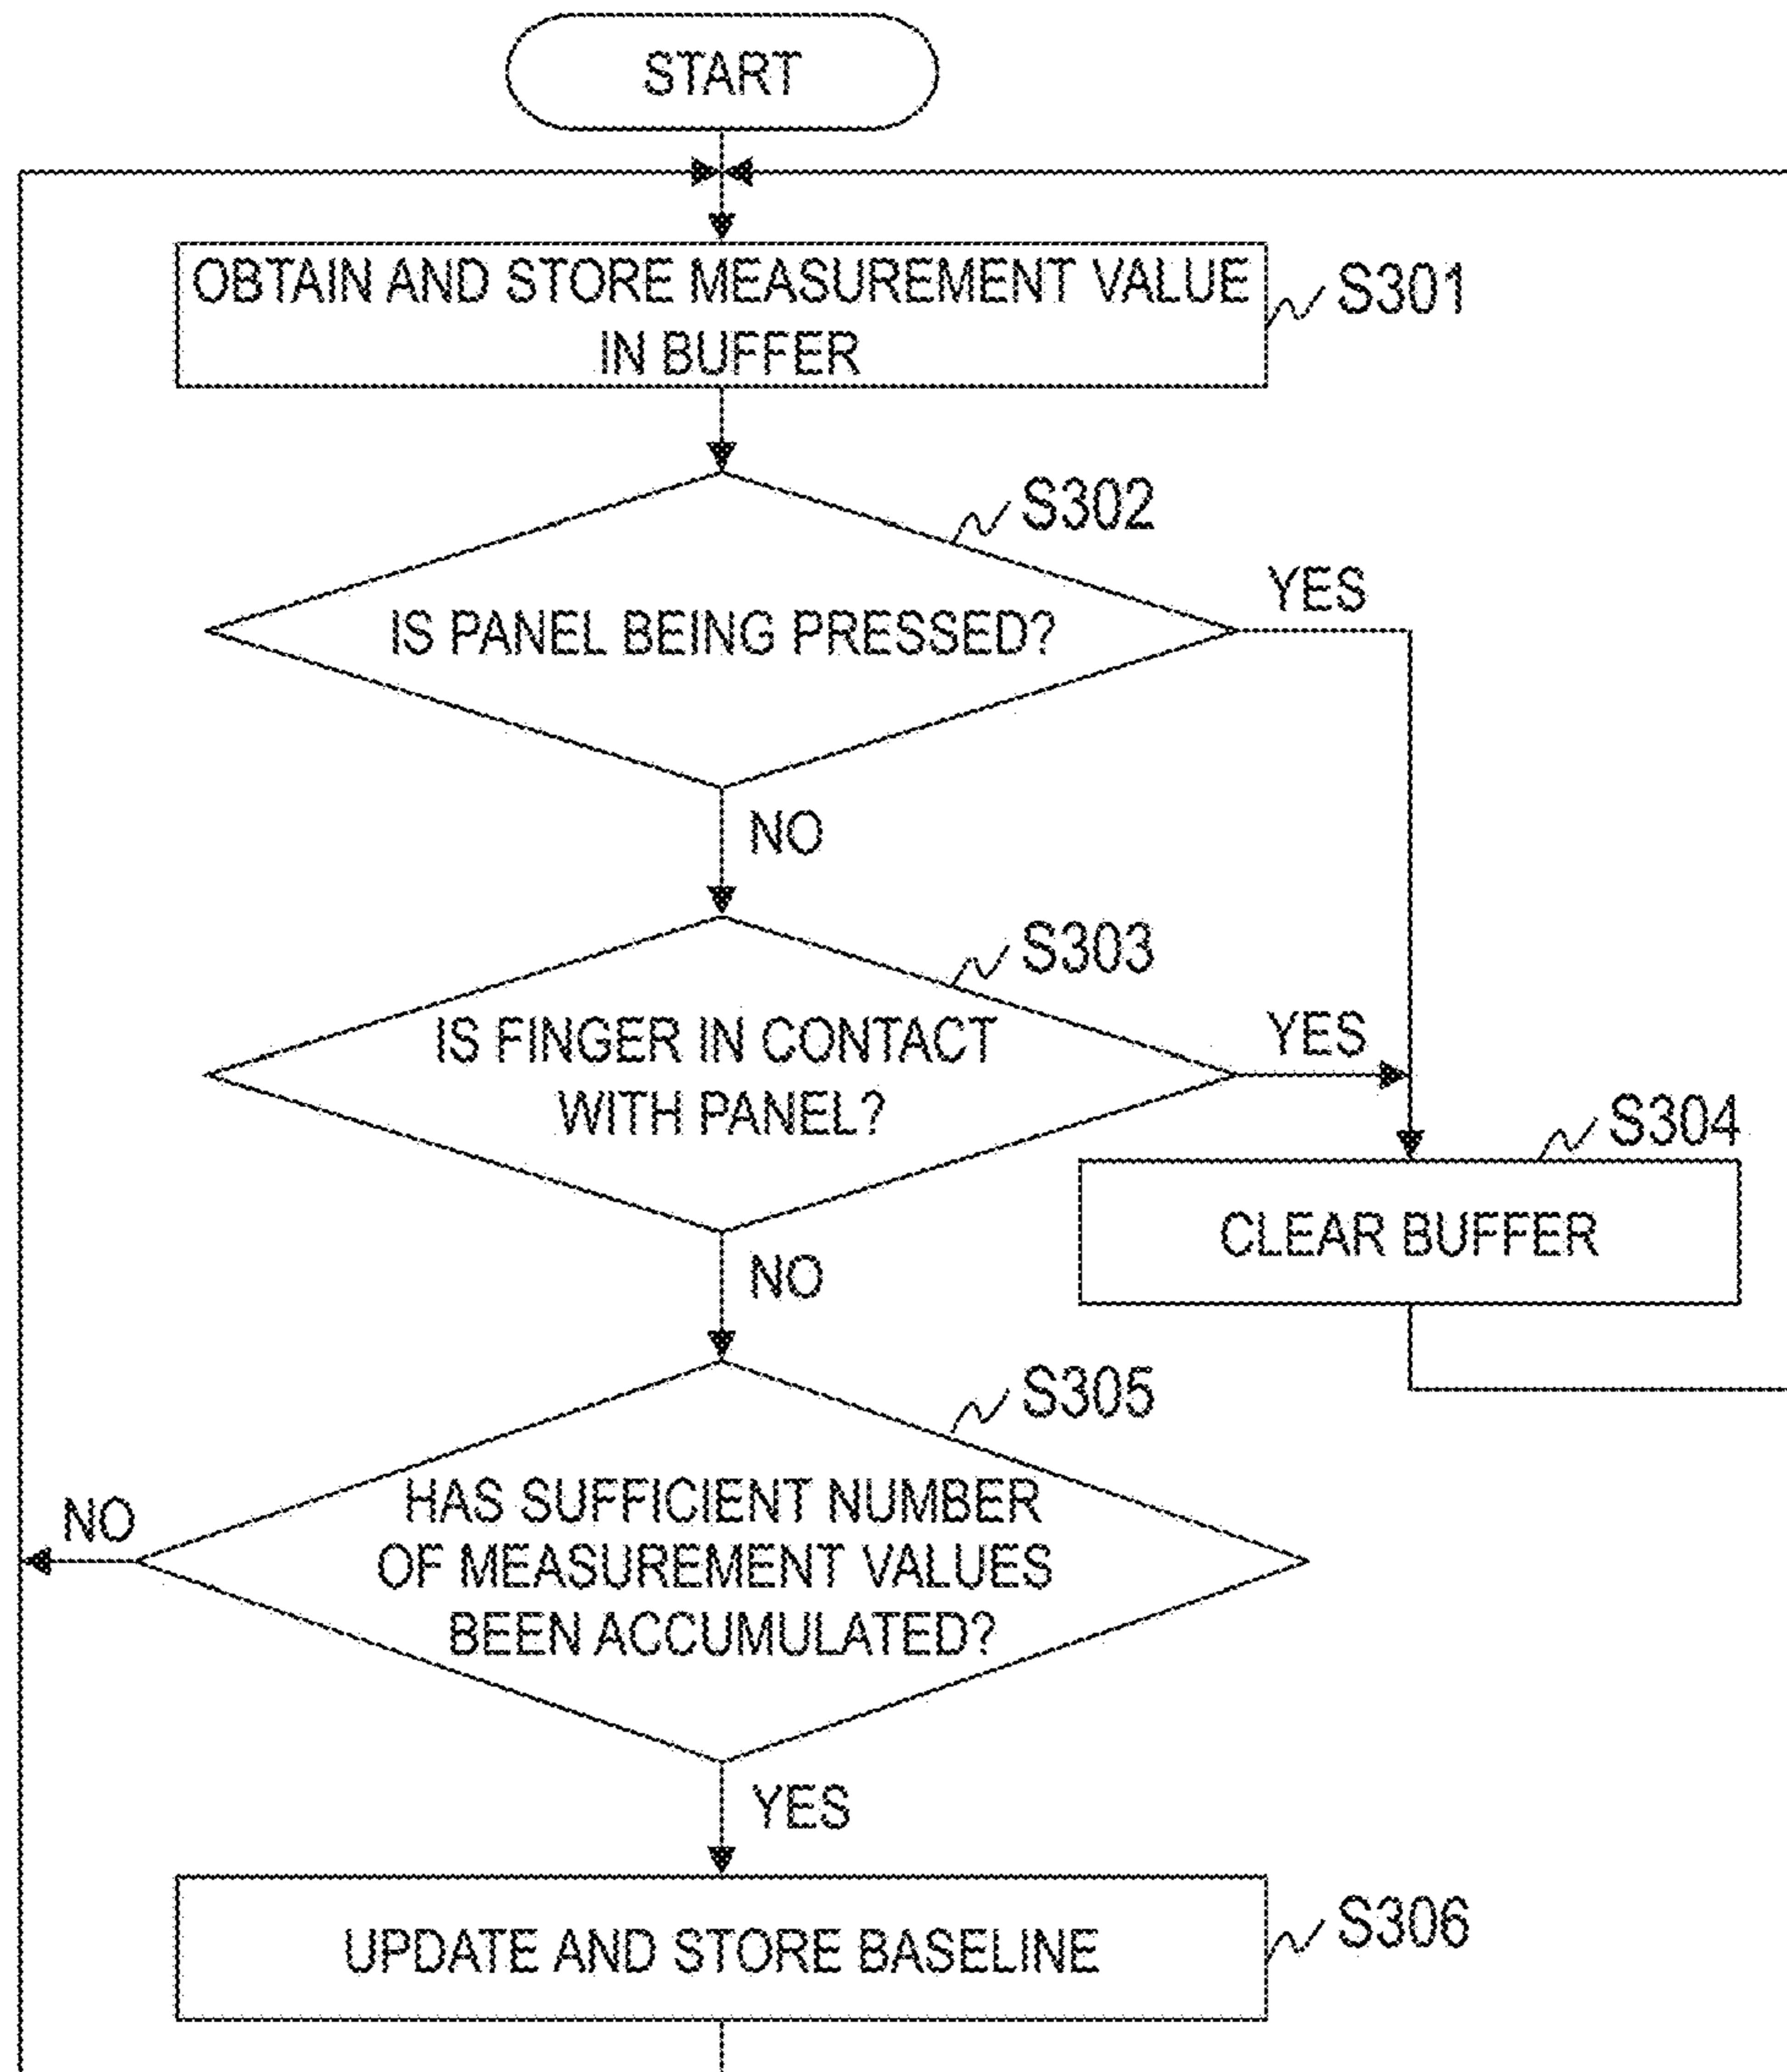 START
OBTAIN AND STORE MEASUREMENT VALUE
IN BUFFER
S301
S302
IS PANEL BEING PRESSED?
YES
NO
S303
IS FINGER IN CONTACT
WITH PANEL?
YES
S304
CLEAR BUFFER
NO
S305
HAS SUFFICIENT NUMBER
OF MEASUREMENT VALUES
BEEN ACCUMULATED?
NO
YES
UPDATE AND STORE BASELINE
S306